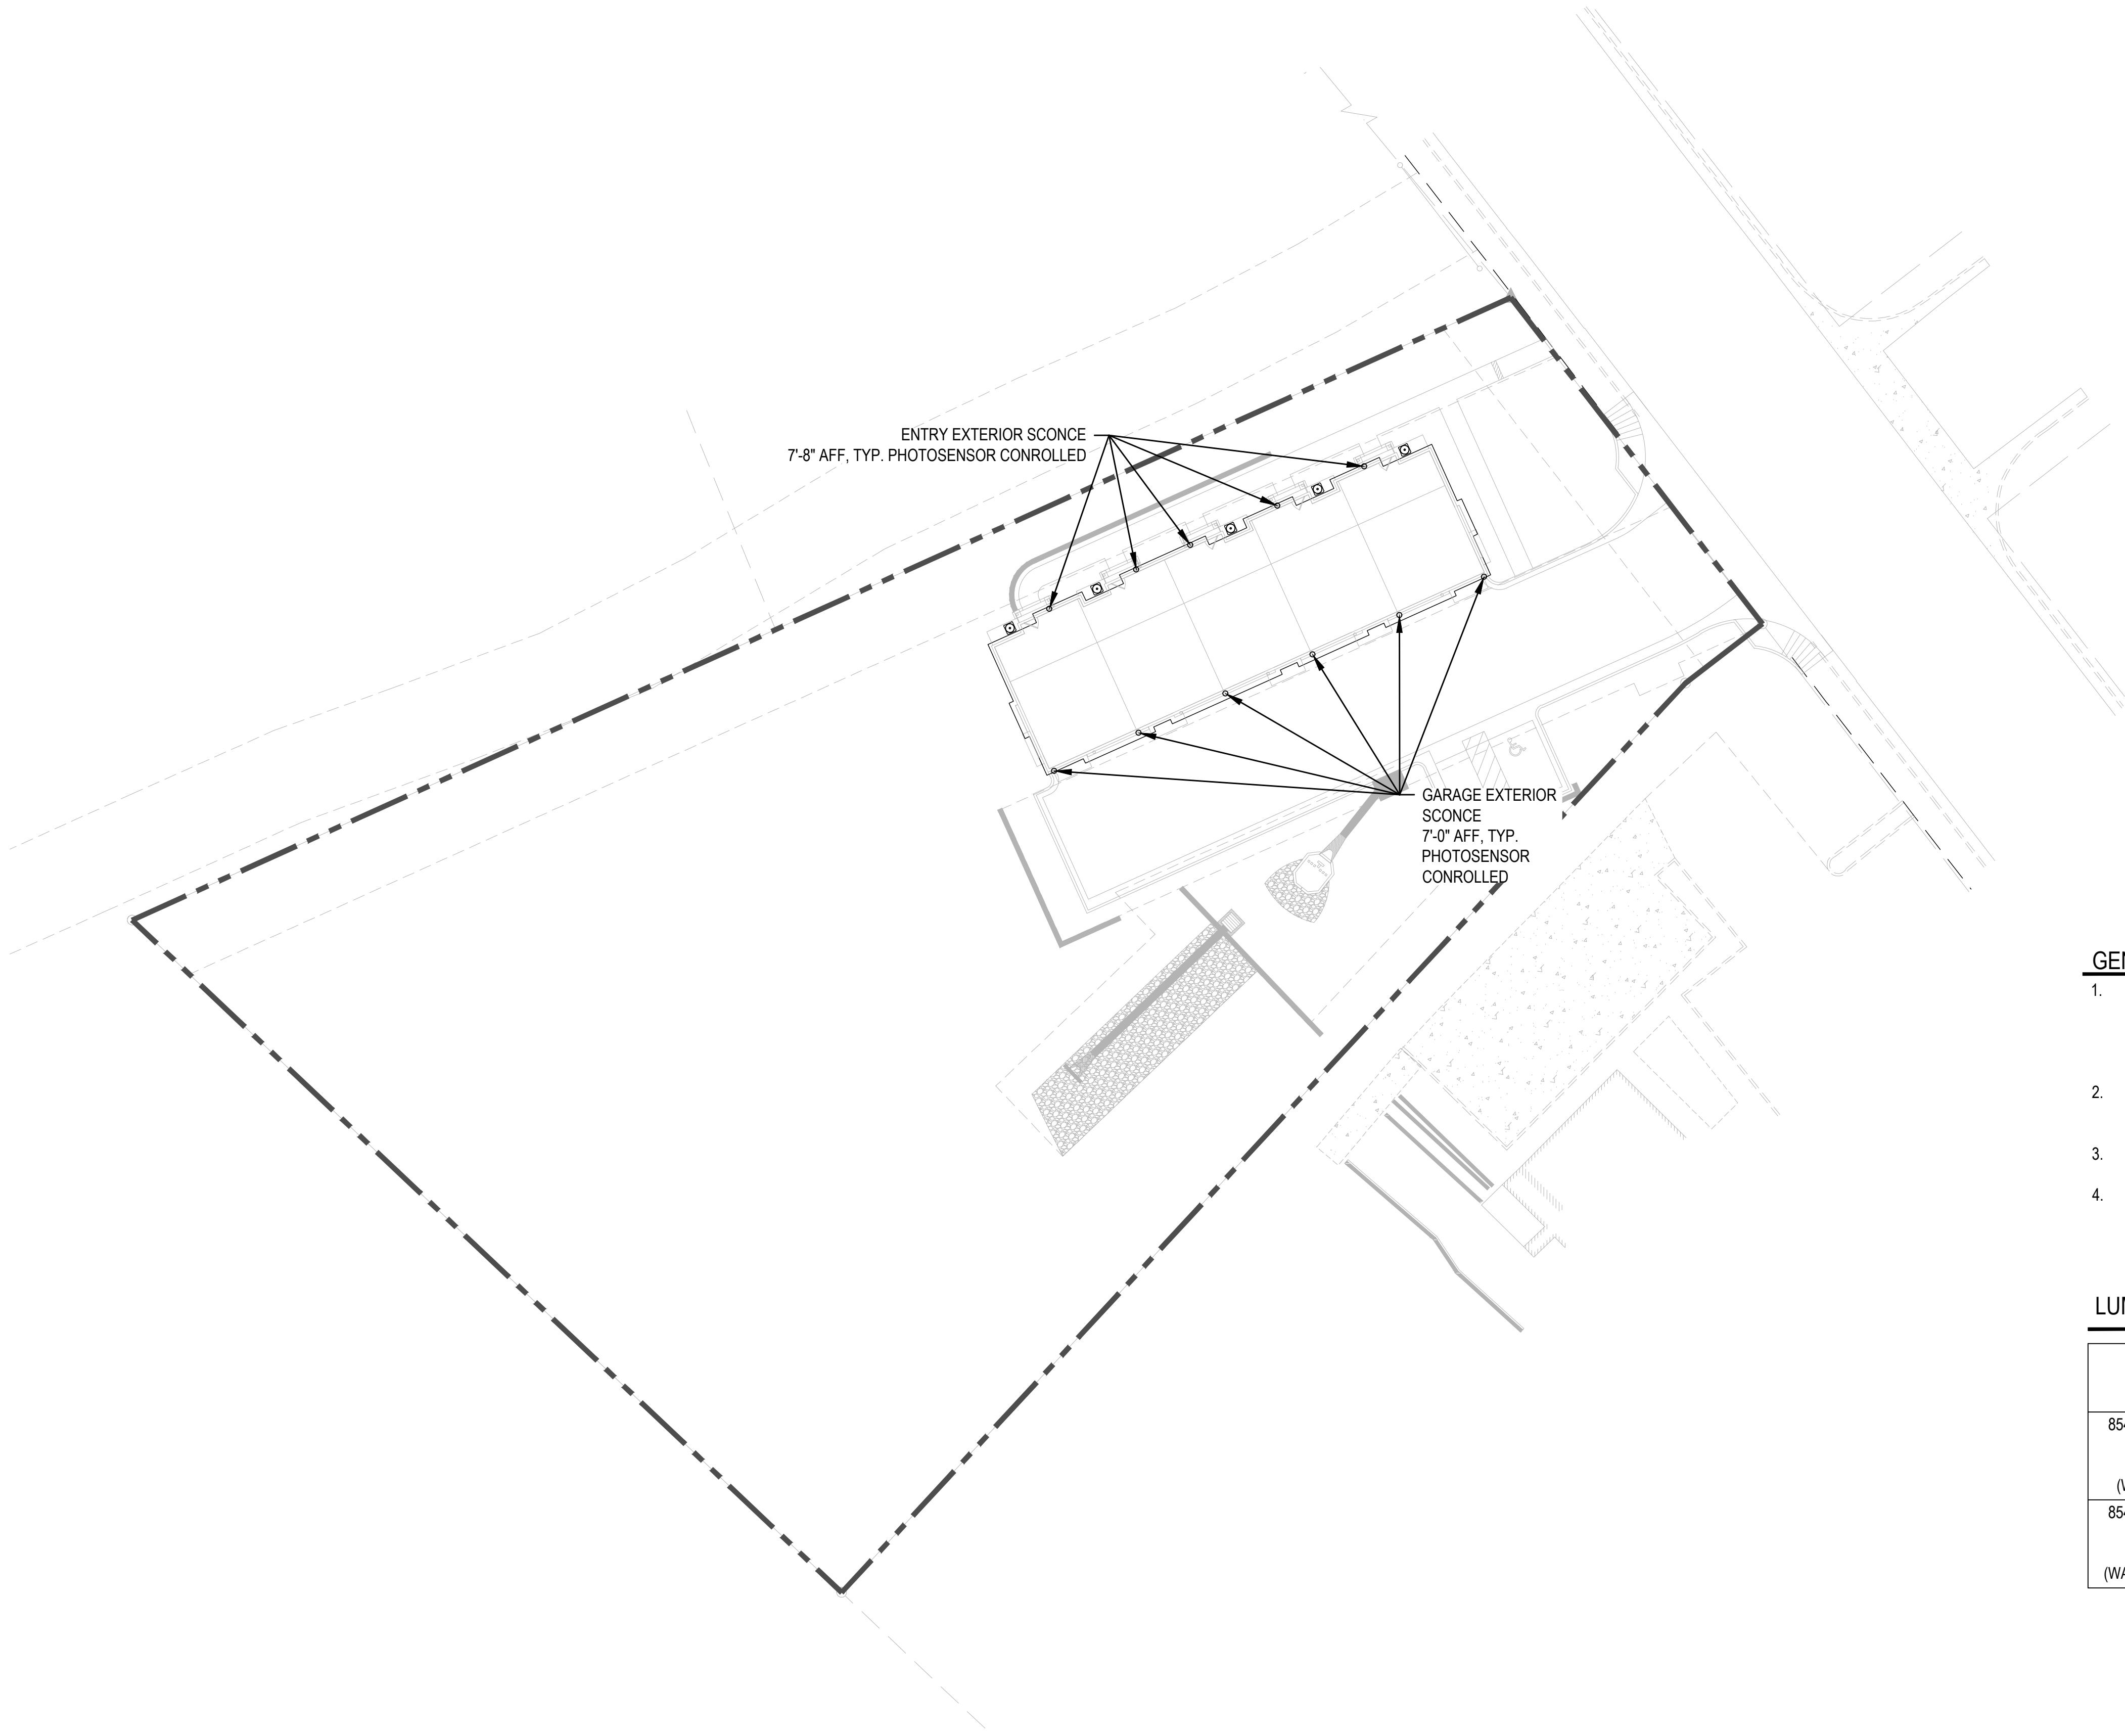 ENTRY EXTERIOR SCONCE
7'-8" AFF, TYP. PHOTOSENSOR CONROLLED
GARAGE EXTERIOR
SCONCE
7'-0" AFF, TYP.
PHOTOSENSOR
CONROLLED
1.
2.
3.
4.